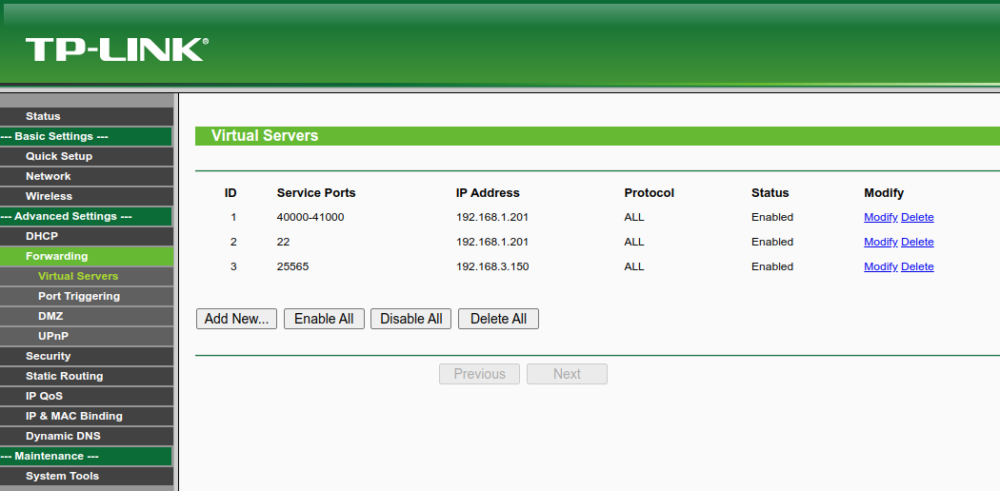 TP-LINK®
Status
--- Basic Settings ---
Quick Setup
Network
Wireless
--- Advanced Settings ---
DHCP
Forwarding
Virtual Servers
Port Triggering
DMZ
UPnP
Security
Static Routing
IP QoS
IP & MAC Binding
Dynamic DNS
--- Maintenance ---
System Tools
Virtual Servers
ID Service Ports IP Address Protocol Status Modify
1 40000-41000 192.168.1.201 ALL Enabled Modify Delete
2 22 192.168.1.201 ALL Enabled Modify Delete
3 25565 192.168.3.150 ALL Enabled Modify Delete
Add New... Enable All Disable All Delete All
Previous Next